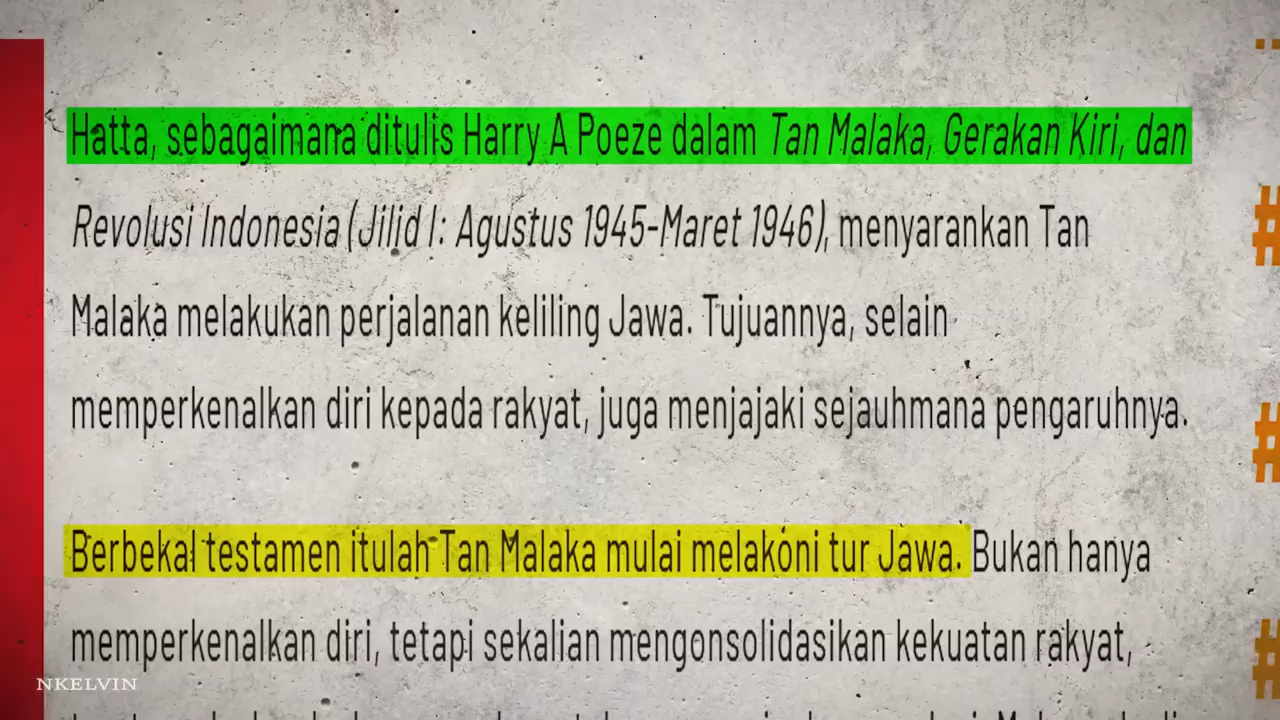 Hatta, sebagaimana ditulis Harry A Poeze dalam Tan Malaka, Gerakan Kiri, dan
Revolusi Indonesia (Jilid I: Agustus 1945-Maret 1946), menyarankan Tan
Malaka melakukan perjalanan keliling Jawa. Tujuannya, selain
memperkenalkan diri kepada rakyat, juga menjajaki sejauhmana pengaruhnya.
Berbekal testamen itulah Tan Malaka mulai melakoni tur Jawa. Bukan hanya
memperkenalkan diri, tetapi sekalian mengonsolidasikan kekuatan rakyat,
NKELVIN
#
#
#